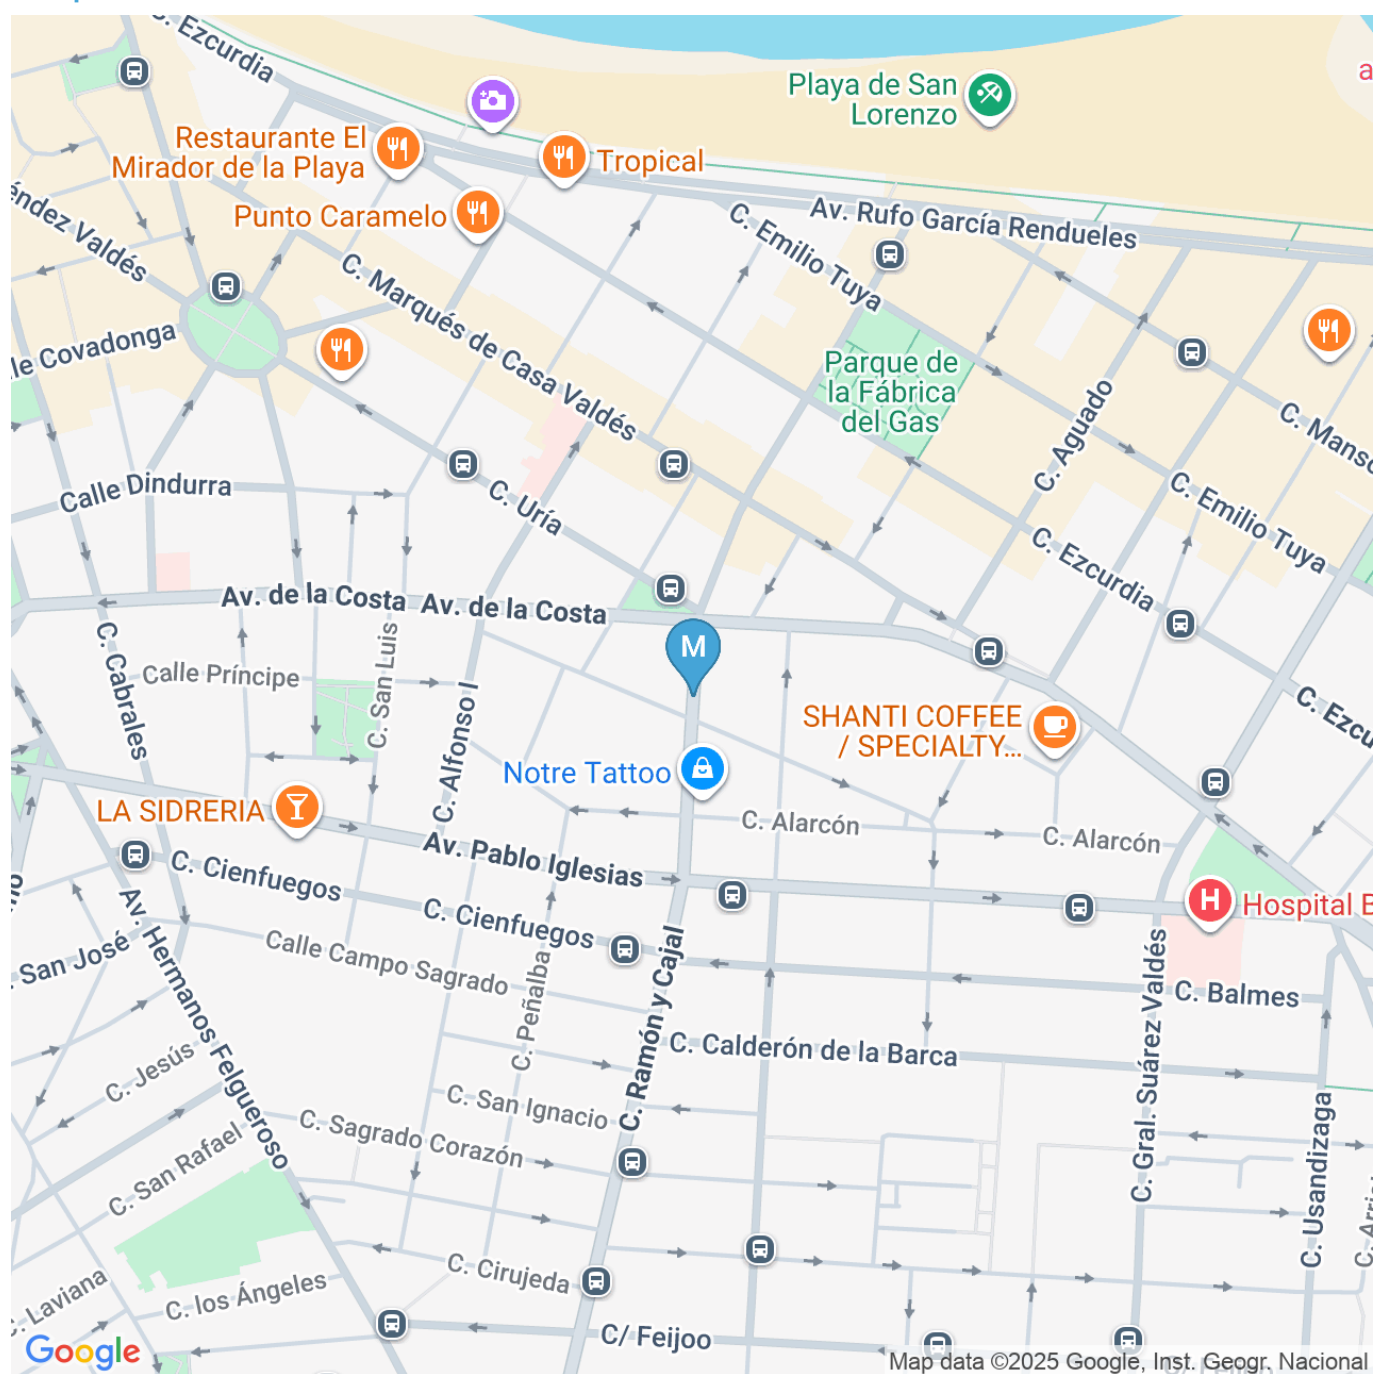 C. Ezcurdia
Playa de San
Lorenzo
Restaurante El
Mirador de la Playa
Tropical
Punto Caramelo
C. Emilio Tuya
Av. Rufo García Rendueles
éndez Valdés
C. Marqués de Casa Valdés
le Covadonga
Parque de
la Fábrica
del Gas
C. Aguado
C. Manso
C. Uría
Calle Dindurra
C. Emilio Tuya
C. Ezcurdia
Av. de la Costa
Av. de la Costa
C. Cabrales
Calle Príncipe
C. San Luis
C. Alfonso I
M
SHANTI COFFEE
/ SPECIALTY...
C. Ezcu
Notre Tattoo
LA SIDRERIA
C. Alarcón
C. Alarcón
Av. Pablo Iglesias
C. Cienfuegos
C. Cienfuegos
H
Hospital B
San José
Av. Hermanos Felgueroso
Calle Campo Sagrado
C. Peñalba
C. Ramón y Cajal
C. Balmes
C. Gral. Suárez Valdés
C. Calderón de la Barca
C. Jesús
C. San Ignacio
C. Sagrado Corazón
C. San Rafael
C. Usandizaga
C. Arri
C. Cirujeda
C. los Ángeles
C. Laviana
C/ Feijoo
Google
Map data ©2025 Google, Inst. Geogr. Nacional